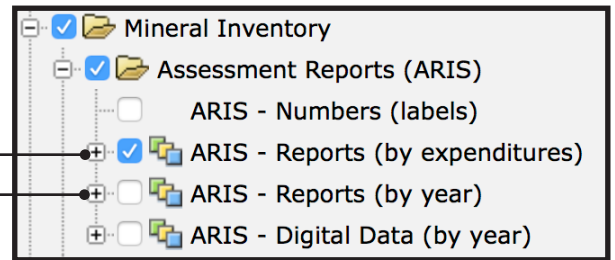 Mineral Inventory
Assessment Reports (ARIS)
ARIS - Numbers (labels)
ARIS - Reports (by expenditures)
ARIS - Reports (by year)
ARIS - Digital Data (by year)